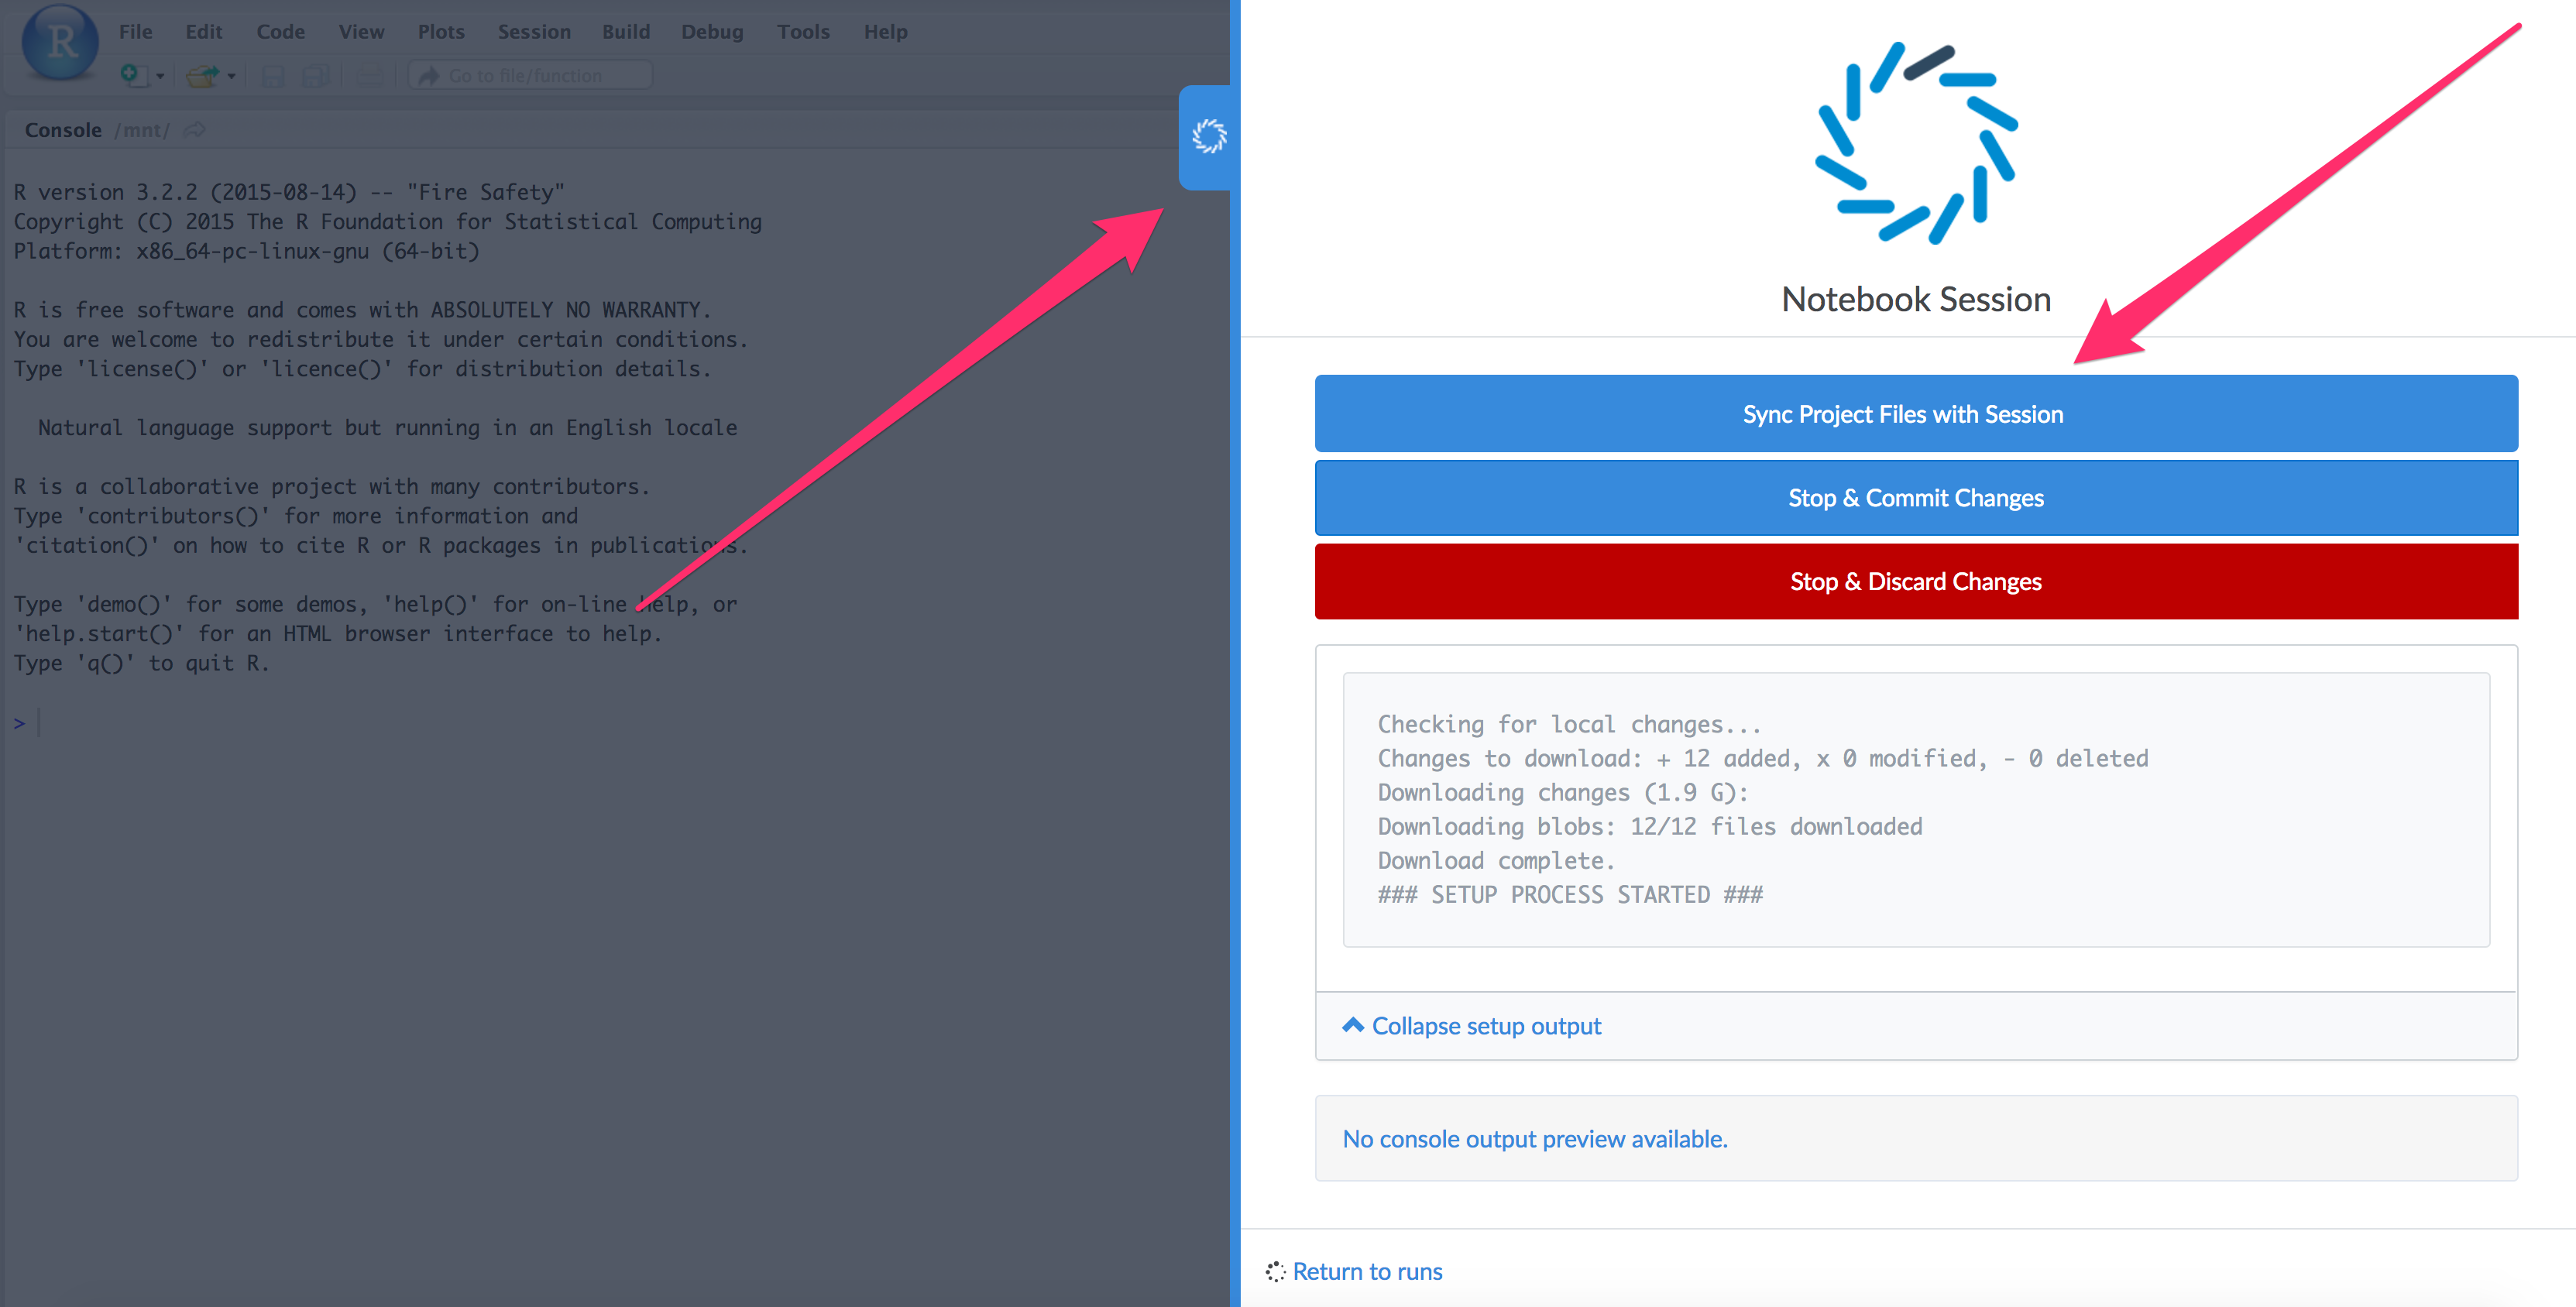 R
File Edit Code View Plots Session Build Debug Tools Help
Go to file/function
Console /mnt/
R version 3.2.2 (2015-08-14) -- "Fire Safety"
Copyright (C) 2015 The R Foundation for Statistical Computing
Platform: x86_64-pc-linux-gnu (64-bit)
R is free software and comes with ABSOLUTELY NO WARRANTY.
You are welcome to redistribute it under certain conditions.
Type 'license()' or 'licence()' for distribution details.
Natural language support but running in an English locale
R is a collaborative project with many contributors.
Type 'contributors()' for more information and
'citation()' on how to cite R or R packages in publications.
Type 'demo()' for some demos, 'help()' for on-line help, or
'help.start()' for an HTML browser interface to help.
Type 'q()' to quit R.
>
Notebook Session
Sync Project Files with Session
Stop & Commit Changes
Stop & Discard Changes
Checking for local changes...
Changes to download: + 12 added, x 0 modified, - 0 deleted
Downloading changes (1.9 G):
Downloading blobs: 12/12 files downloaded
Download complete.
### SETUP PROCESS STARTED ###
Collapse setup output
No console output preview available.
Return to runs